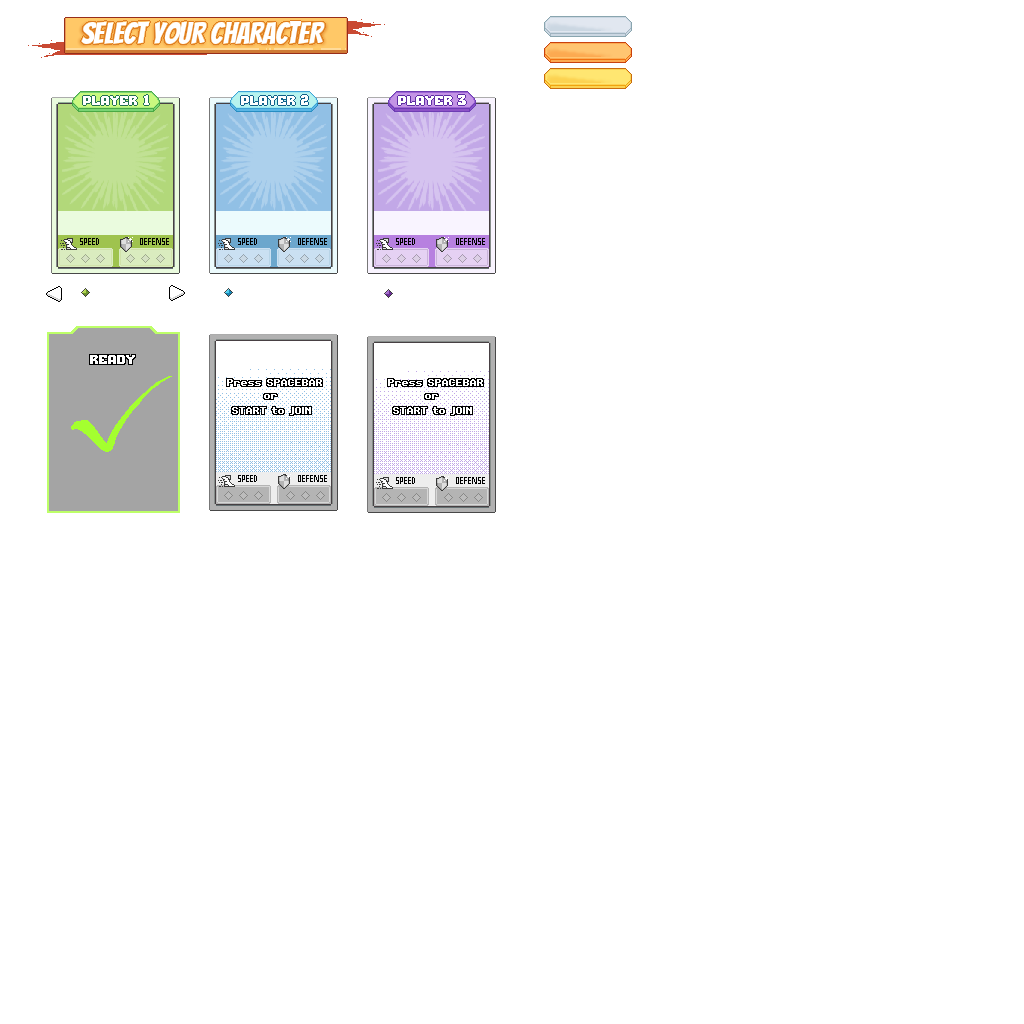 SELECT YOUR CHARACTER
PLAYER 1
PLAYER 2
PLAYER 3
SPEED DEFENSE
SPEED DEFENSE
SPEED DEFENSE
READY
Press SPACEBAR
or
START to JOIN
Press SPACEBAR
or
START to JOIN
SPEED DEFENSE
SPEED DEFENSE